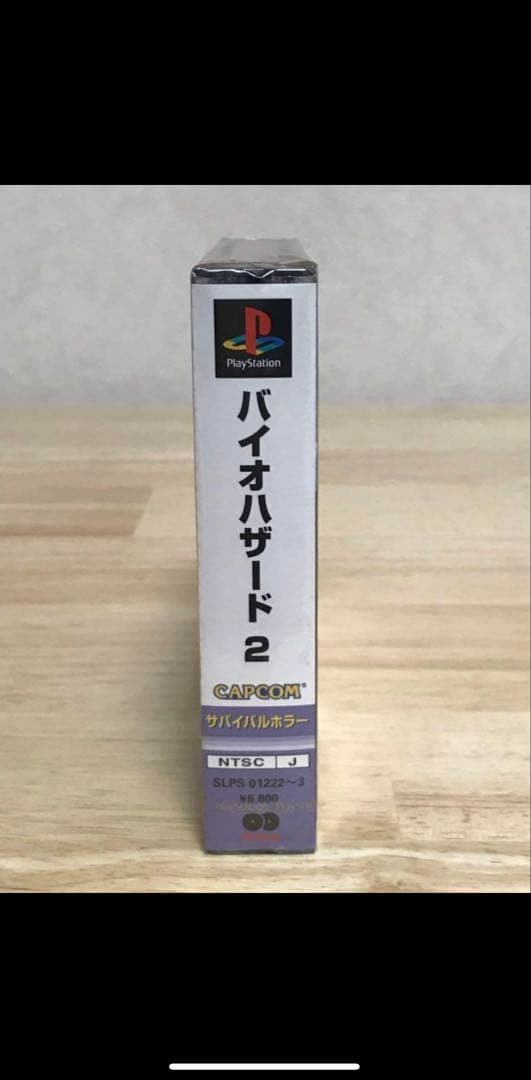 PlayStation
バイオハザード 2
CAPCOM®
サバイバルホラー
NTSC J
SLPS 01222〜3
¥6,800
PlayStation